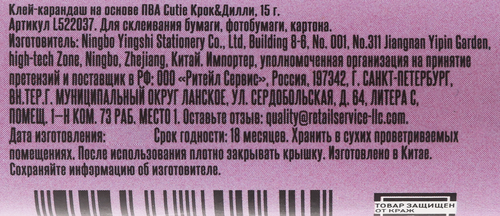 Клей-карандаш на основе ПВА Cutie Крок&Дилли, 15 г.
Артикул L522037. Для склеивания бумаги, фотобумаги, картона.
Изготовитель: Ningbo Yingshi Stationery Co., Ltd, Building 8-6, No. 001, No.311 Jiangnan Yipin Garden,
high-tech Zone, Ningbo, Zhejiang, Китай. Импортер, уполномоченная организация на принятие
претензий и поставщик в РФ: ООО «Ритейл Сервис», Россия, 197342, Г. САНКТ-ПЕТЕРБУРГ,
ВН.ТЕР.Г. МУНИЦИПАЛЬНЫЙ ОКРУГ ЛАНСКОЕ, УЛ. СЕРДОБОЛЬСКАЯ, Д. 64, ЛИТЕРА С,
ПОМЕЩ. 1-Н КОМ. 73 РАБ. МЕСТО 1. Оставьте отзыв: quality@retailservice-llc.com
Дата изготовления: Срок годности: 18 месяцев. Хранить в сухих проветриваемых
помещениях. После использования плотно закрывать крышку. Изготовлено в Китае.
Сохраняйте информацию об изготовителе.
ТОВАР ЗАЩИЩЕН
ОТ КРАЖ